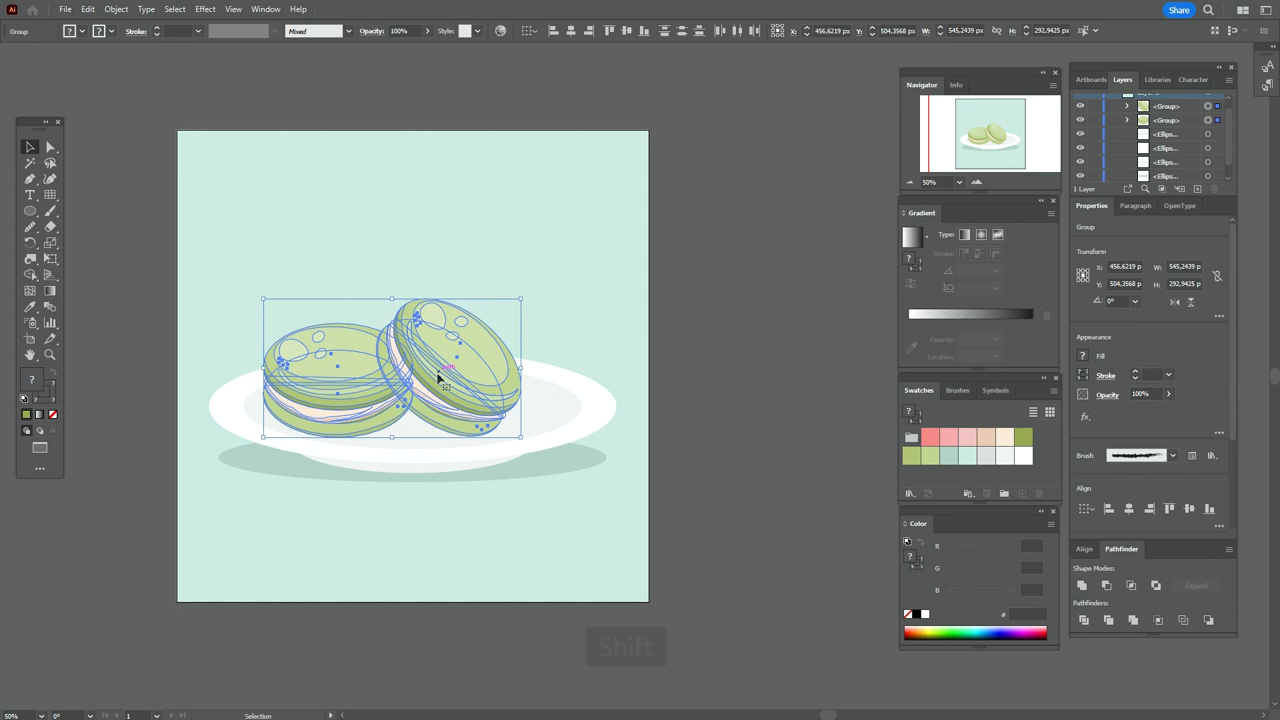 Ai File Edit Object Type Select Effect View Window Help Share
Group ? ? Stroke: Mixed Opacity: 100% Style: X: 456,6219 px Y: 504,3568 px W: 545,2439 px H: 292,9425 px
Navigator Info
50%
Artboards Layers Libraries Character
<Group>
<Group>
<Ellips...
<Ellips...
<Ellips...
<Ellips...
1 Layer
Gradient
Type:
Stroke:
?
Opacity:
Location:
Properties Paragraph OpenType
Group
Transform
X: 456,6219 p W: 545,2439 p
Y: 504,3568 p H: 292,9425 p
0°
Appearance
? Fill
Stroke
Opacity 100%
fx
Brush
Align
Swatches Brushes Symbols
?
Color
R
? G
B
#
Align Pathfinder
Shape Modes:
Expand
Pathfinders:
T
?
Shift
50% 0° 1 Selection